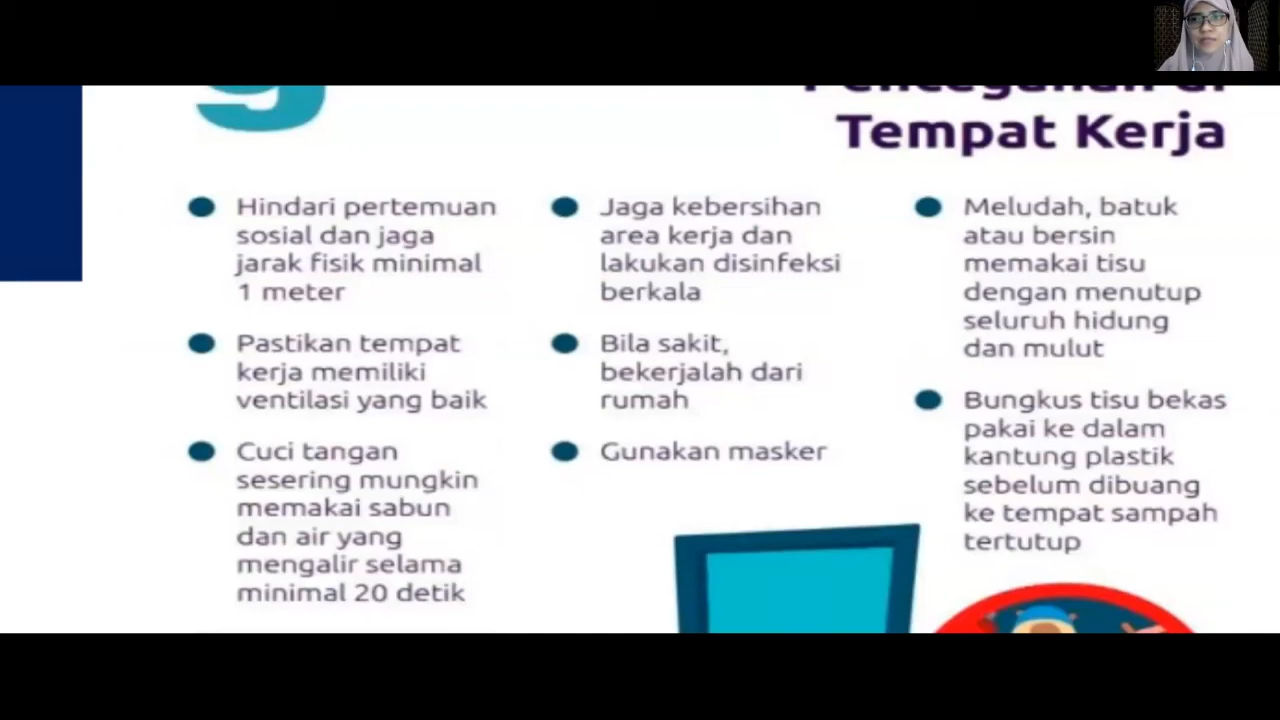 Pencegahan di
Tempat Kerja
Hindari pertemuan
sosial dan jaga
jarak fisik minimal
1 meter
Pastikan tempat
kerja memiliki
ventilasi yang baik
Cuci tangan
sesering mungkin
memakai sabun
dan air yang
mengalir selama
minimal 20 detik
Jaga kebersihan
area kerja dan
lakukan disinfeksi
berkala
Bila sakit,
bekerjalah dari
rumah
Gunakan masker
Meludah, batuk
atau bersin
memakai tisu
dengan menutup
seluruh hidung
dan mulut
Bungkus tisu bekas
pakai ke dalam
kantung plastik
sebelum dibuang
ke tempat sampah
tertutup